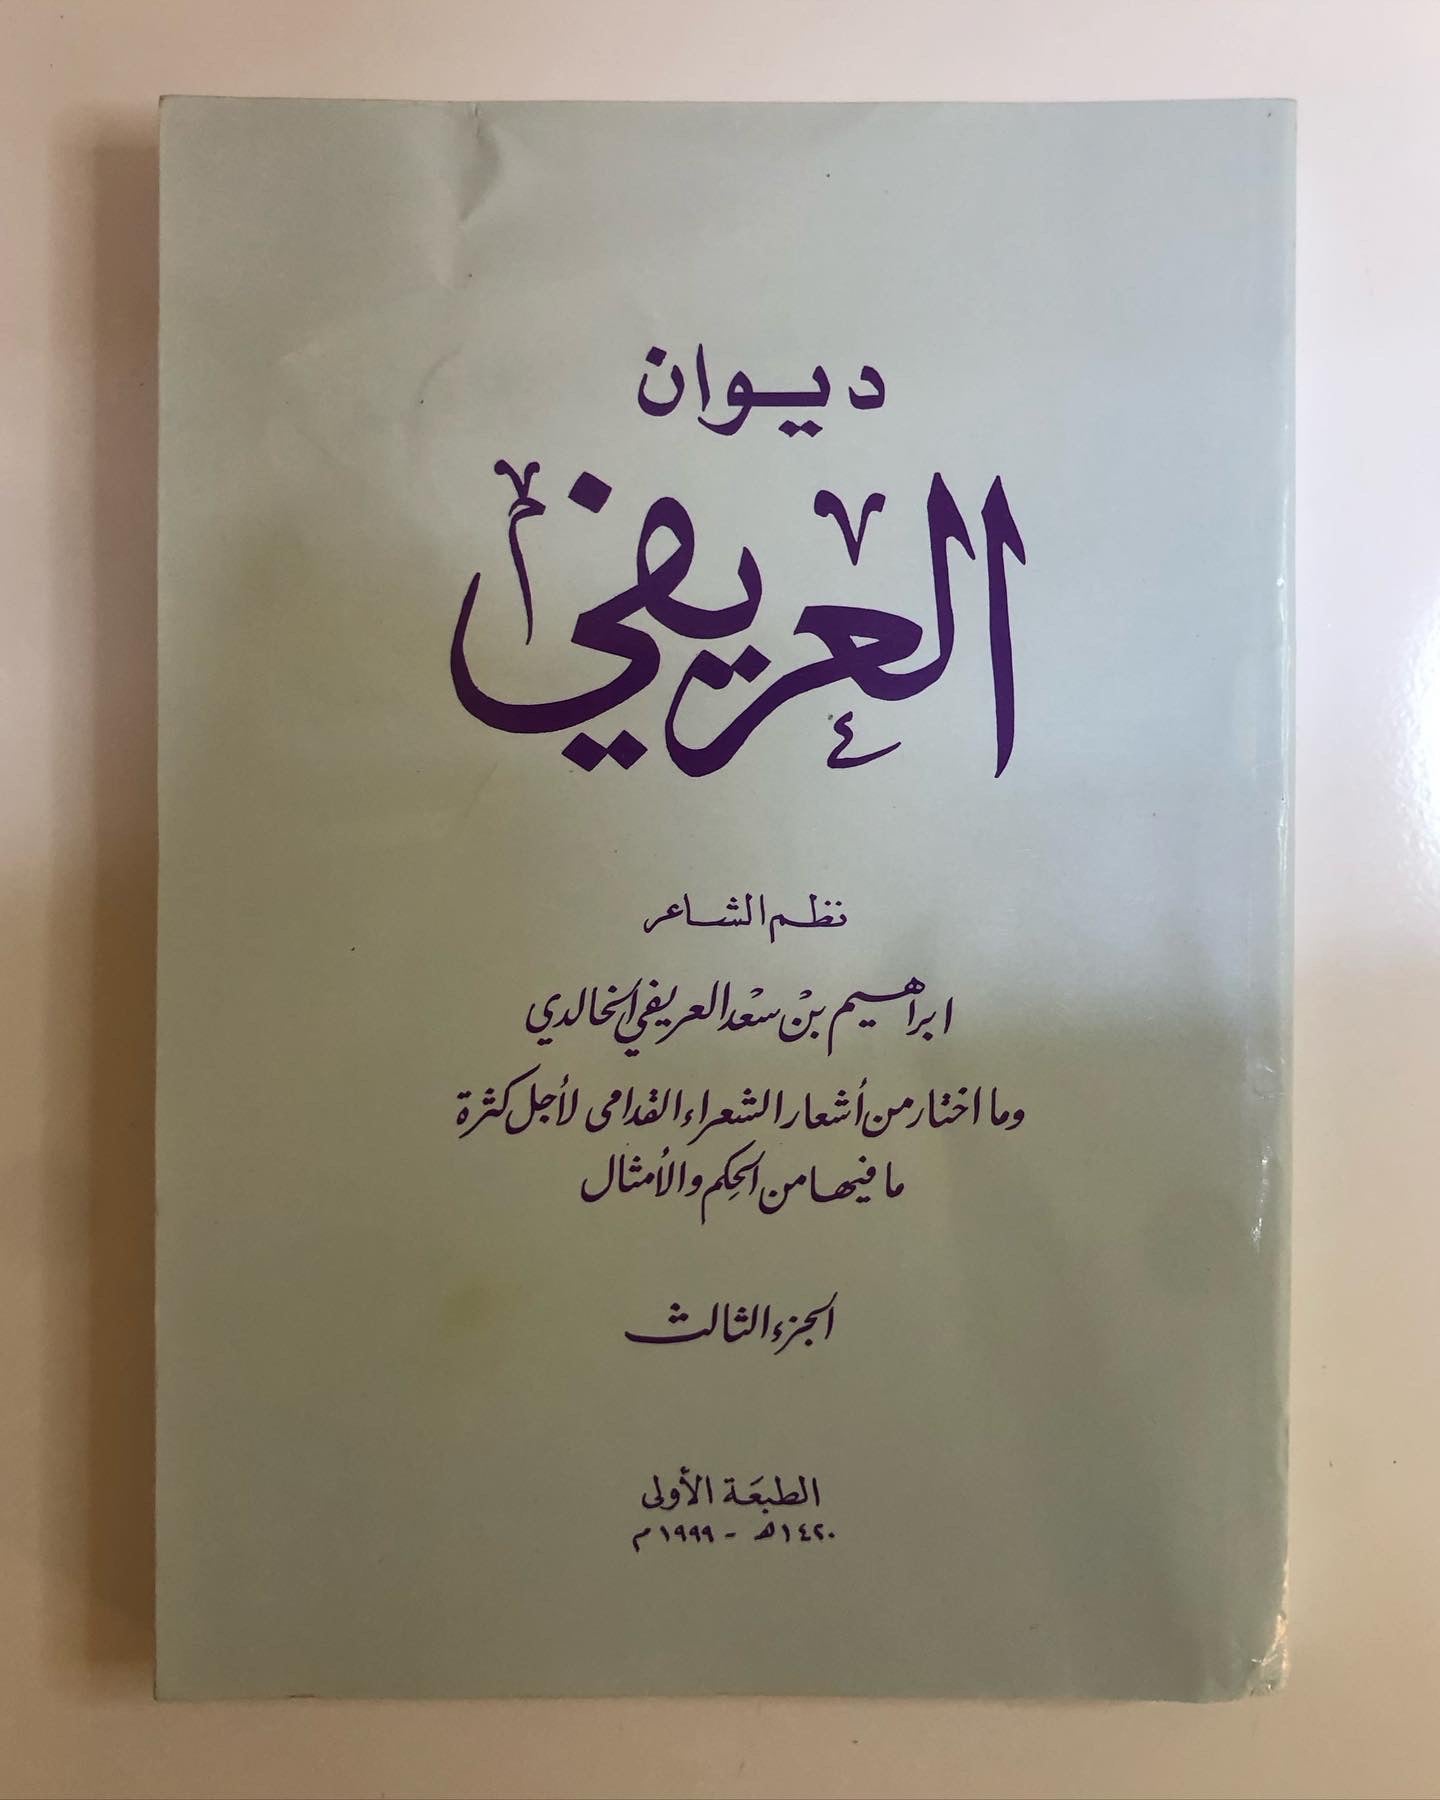 ديوان
العريفي
نظم الشاعر
ابراهيم بن سعد العريفي الخالدي
وما اختار من أشعار الشعراء القدامى لأجل كثرة
ما فيها من الحكم والأمثال
الجزء الثالث
الطبعة الأولى
١٤٢٠هـ - ١٩٩٩م